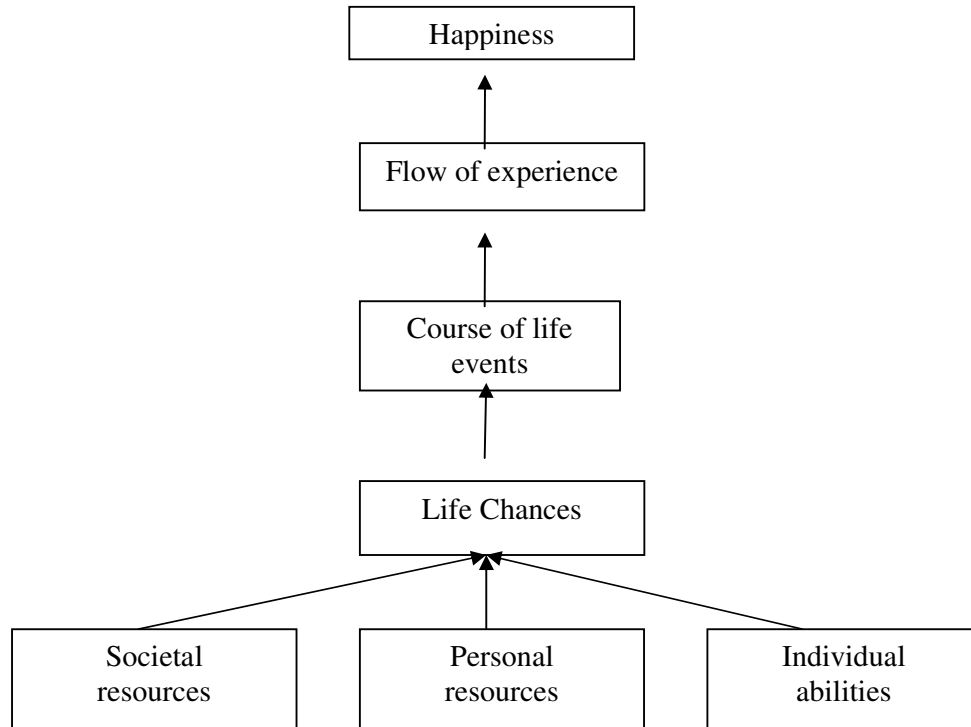 Happiness
Flow of experience
Course of life
events
Life Chances
Societal
resources
Personal
resources
Individual
abilities